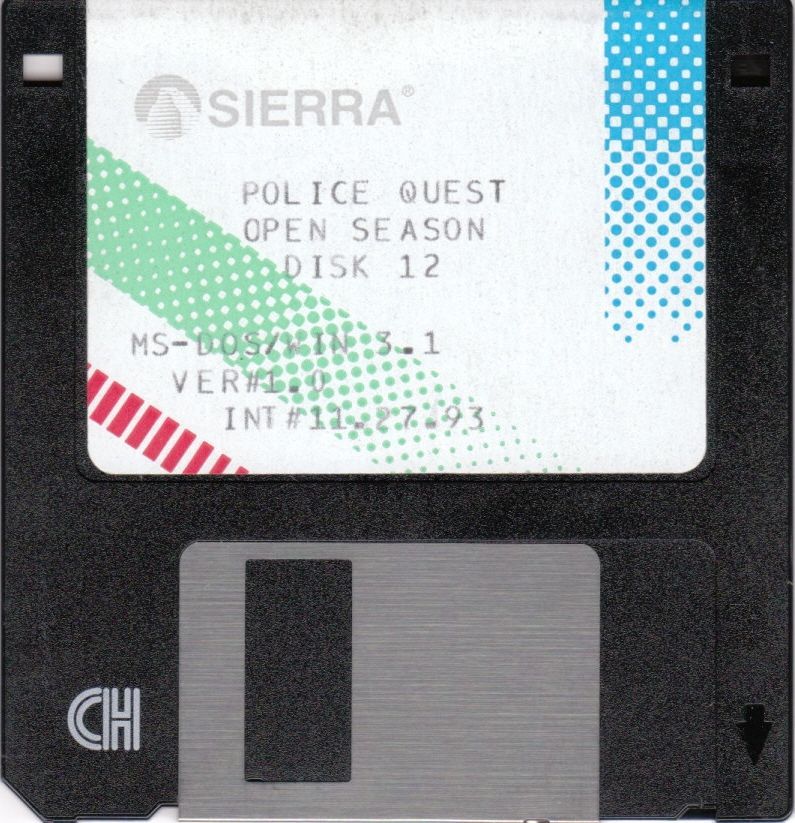 SIERRA®
POLICE QUEST
OPEN SEASON
DISK 12
MS-DOS/WIN 3.1
VER#1.0
INT#11.27.93
CH